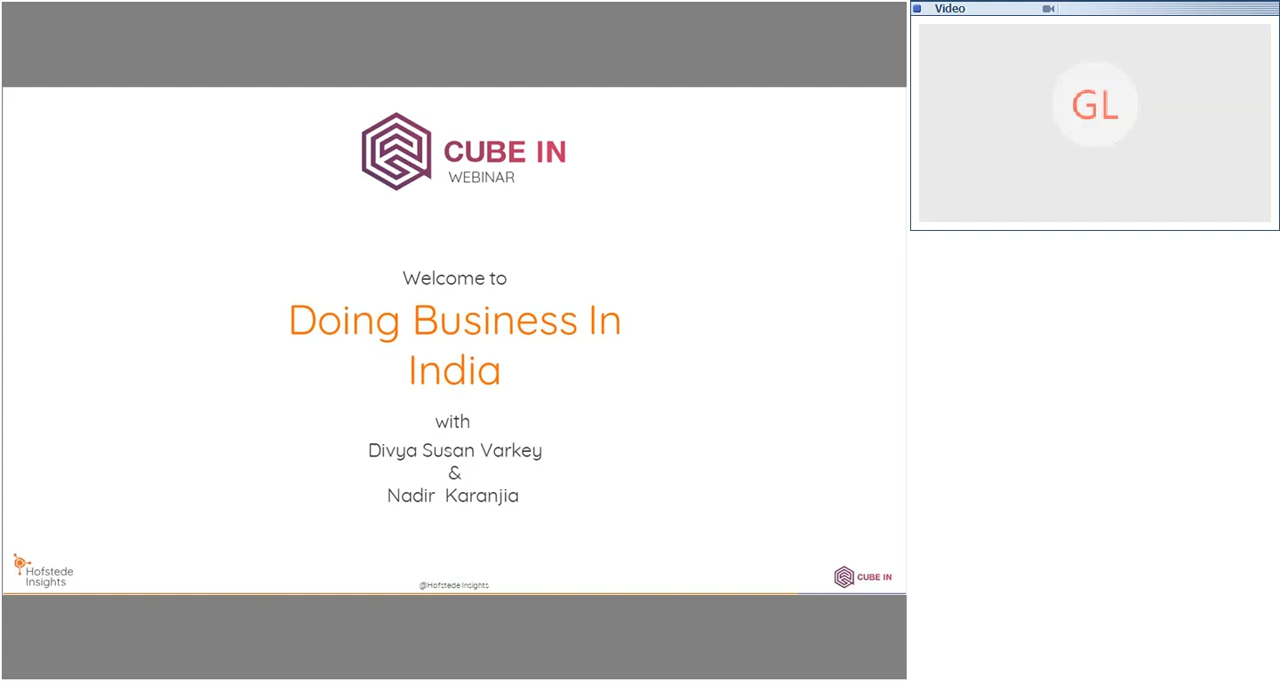 Video
GL
CUBE IN
WEBINAR
Welcome to
Doing Business In
India
with
Divya Susan Varkey
&
Nadir Karanjia
Hofstede
Insights
@Hofstede Insights
CUBE IN